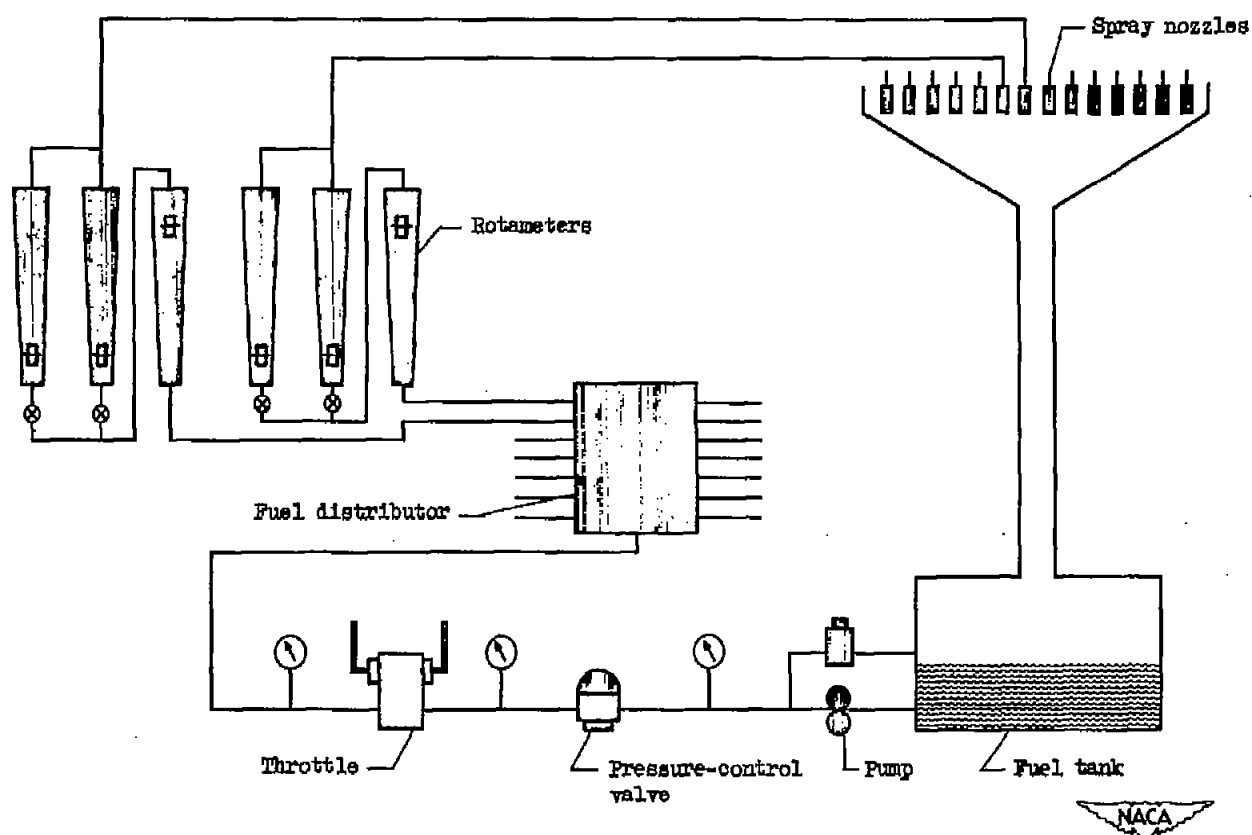 Spray nozzles
Rotameters
Fuel distributor
Throttle
Pressure-control
valve
Pump
Fuel tank
NACA